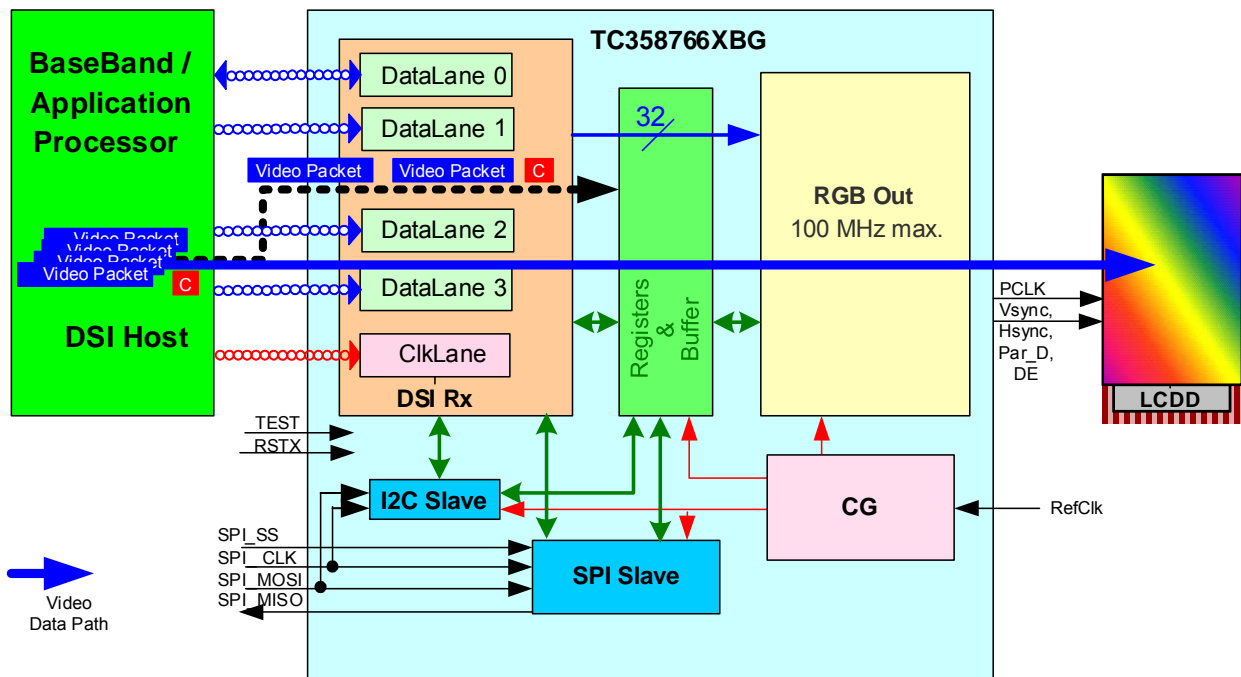 TC358766XBG
BaseBand /
Application
Processor
DataLane 0
DataLane 1
32
Video Packet
Video Packet
C
DataLane 2
Video Packet
Video Packet
Video Packet
C
DataLane 3
DSI Host
ClkLane
DSI Rx
Registers
&
Buffer
RGB Out
100 MHz max.
PCLK
Vsync,
Hsync,
Par_D,
DE
LCDD
TEST
RSTX
I2C Slave
CG
RefClk
SPI_SS
SPI_CLK
SPI_MOSI
SPI_MISO
SPI Slave
Video
Data Path